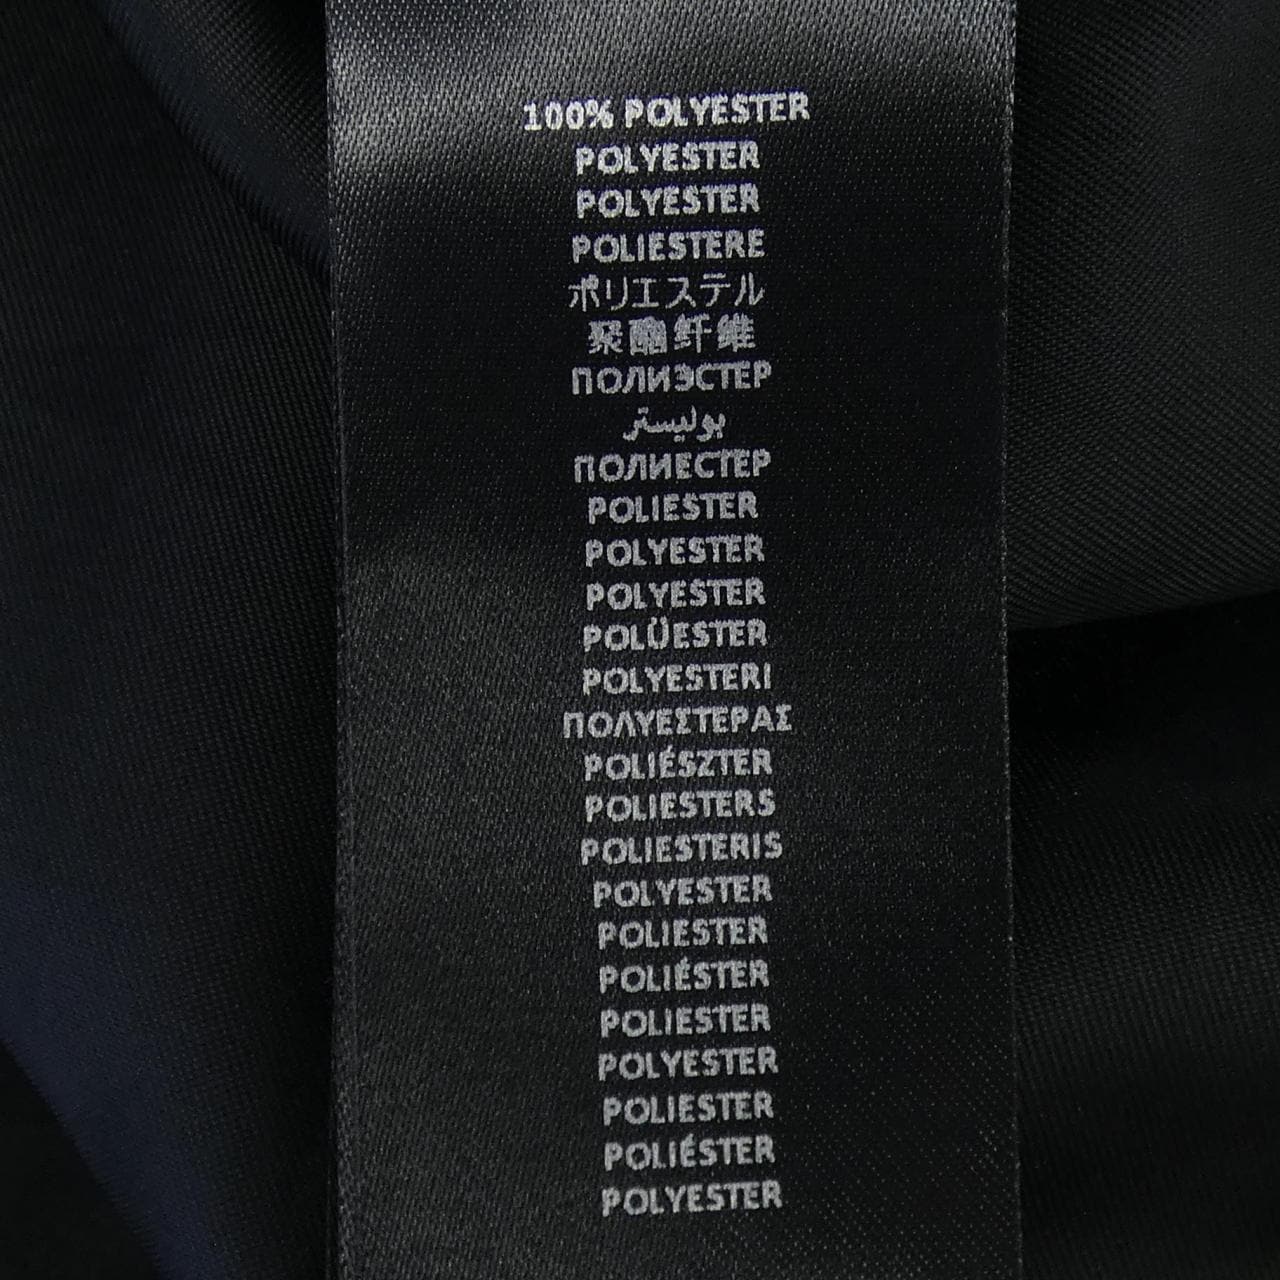 100% POLYESTER
POLYESTER
POLYESTER
POLIESTERE
ポリエステル
聚酯纤维
ПОЛИЭСТЕР
بوليستر
ПОЛИЕСТЕР
POLIESTER
POLYESTER
POLYESTER
POLÜESTER
POLYESTERI
ΠΟΛΥΕΣΤΕΡΑΣ
POLIÉSZTER
POLIESTERS
POLIESTERIS
POLYESTER
POLIESTER
POLIÉSTER
POLIESTER
POLYESTER
POLIESTER
POLIÉSTER
POLYESTER